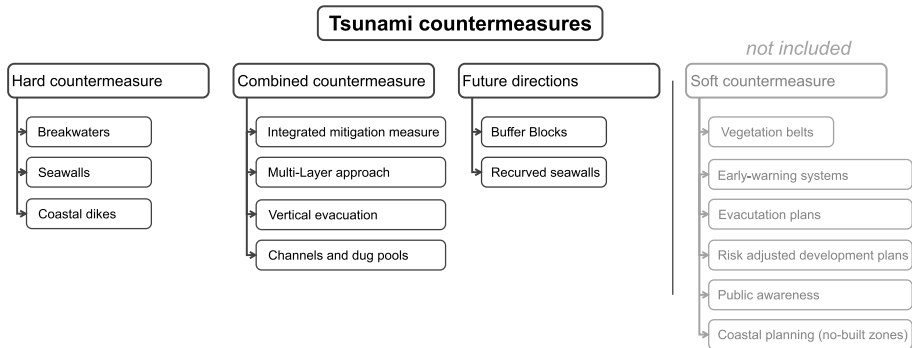 Tsunami countermeasures
not included
Hard countermeasure
Breakwaters
Seawalls
Coastal dikes
Combined countermeasure
Integrated mitigation measure
Multi-Layer approach
Vertical evacuation
Channels and dug pools
Future directions
Buffer Blocks
Recurved seawalls
Soft countermeasure
Vegetation belts
Early-warning systems
Evacutation plans
Risk adjusted development plans
Public awareness
Coastal planning (no-built zones)